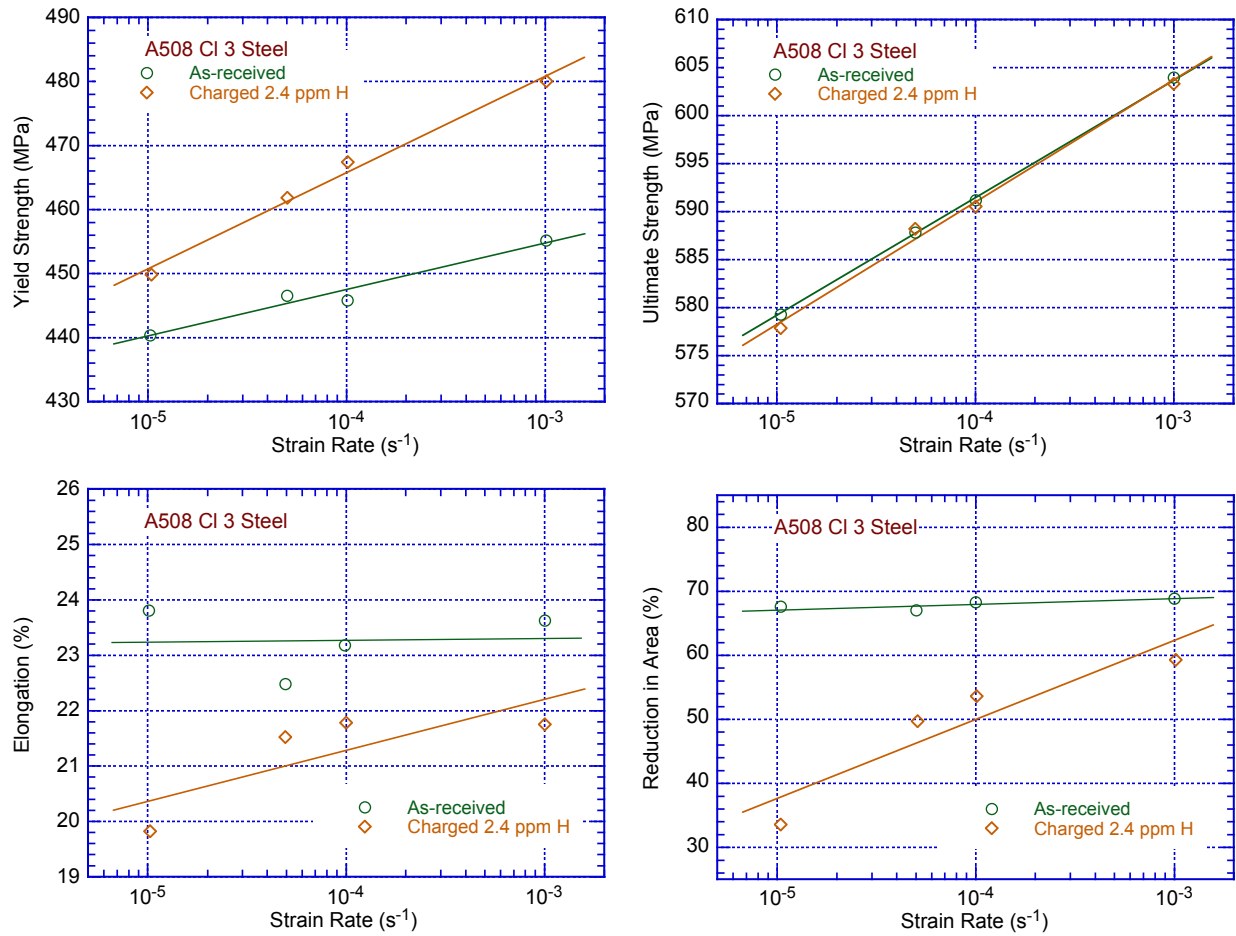 A508 Cl 3 Steel
As-received
Charged 2.4 ppm H
Yield Strength (MPa)
490
480
470
460
450
440
430
10-5
10-4
10-3
Strain Rate (s-1)
A508 Cl 3 Steel
As-received
Charged 2.4 ppm H
Ultimate Strength (MPa)
610
605
600
595
590
585
580
575
570
10-5
10-4
10-3
Strain Rate (s-1)
A508 Cl 3 Steel
Elongation (%)
26
25
24
23
22
21
20
19
As-received
Charged 2.4 ppm H
10-5
10-4
10-3
Strain Rate (s-1)
A508 Cl 3 Steel
Reduction in Area (%)
80
70
60
50
40
30
As-received
Charged 2.4 ppm H
10-5
10-4
10-3
Strain Rate (s-1)